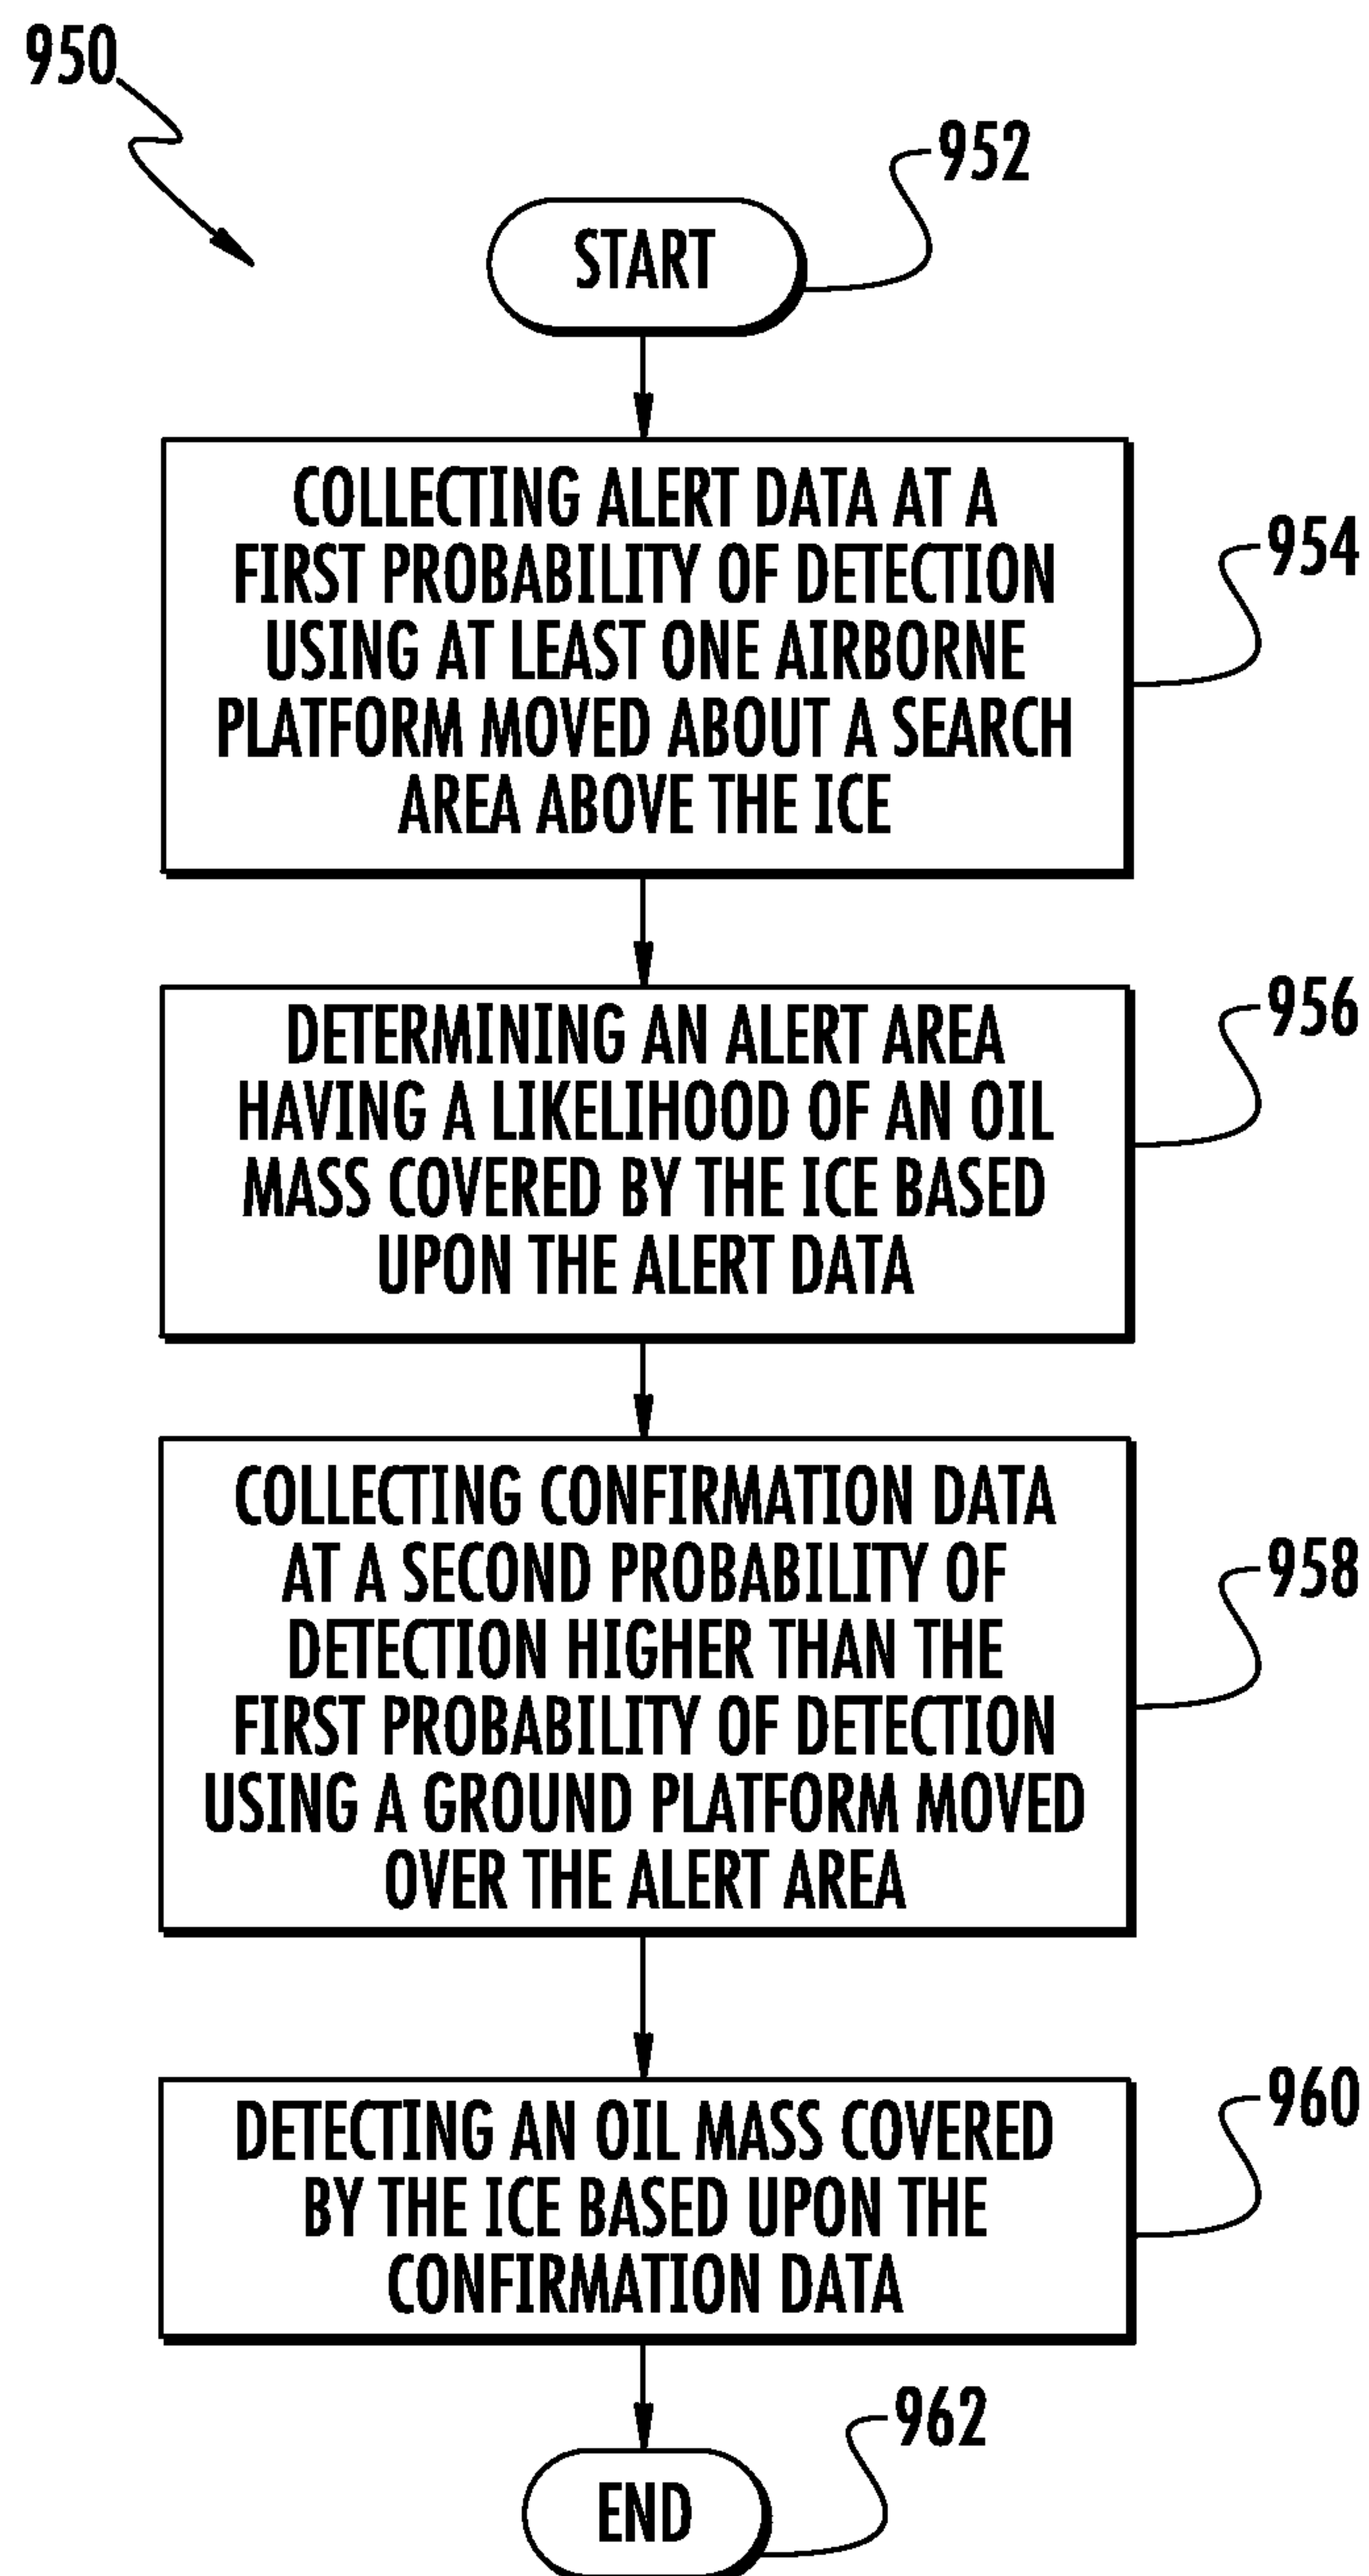 950
952
START
COLLECTING ALERT DATA AT A
FIRST PROBABILITY OF DETECTION
USING AT LEAST ONE AIRBORNE
PLATFORM MOVED ABOUT A SEARCH
AREA ABOVE THE ICE
954
DETERMINING AN ALERT AREA
HAVING A LIKELIHOOD OF AN OIL
MASS COVERED BY THE ICE BASED
UPON THE ALERT DATA
956
COLLECTING CONFIRMATION DATA
AT A SECOND PROBABILITY OF
DETECTION HIGHER THAN THE
FIRST PROBABILITY OF DETECTION
USING A GROUND PLATFORM MOVED
OVER THE ALERT AREA
958
DETECTING AN OIL MASS COVERED
BY THE ICE BASED UPON THE
CONFIRMATION DATA
960
962
END